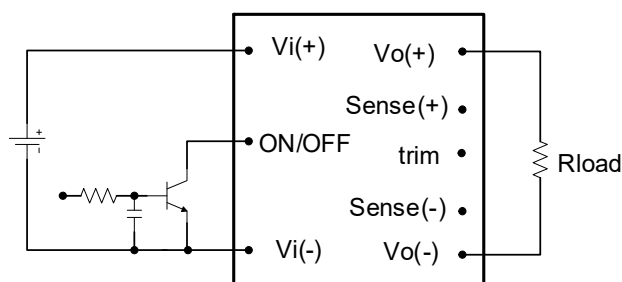 Vi(+)
Vo(+)
Sense(+)
ON/OFF
trim
Rload
Sense(-)
Vi(-)
Vo(-)
+
-